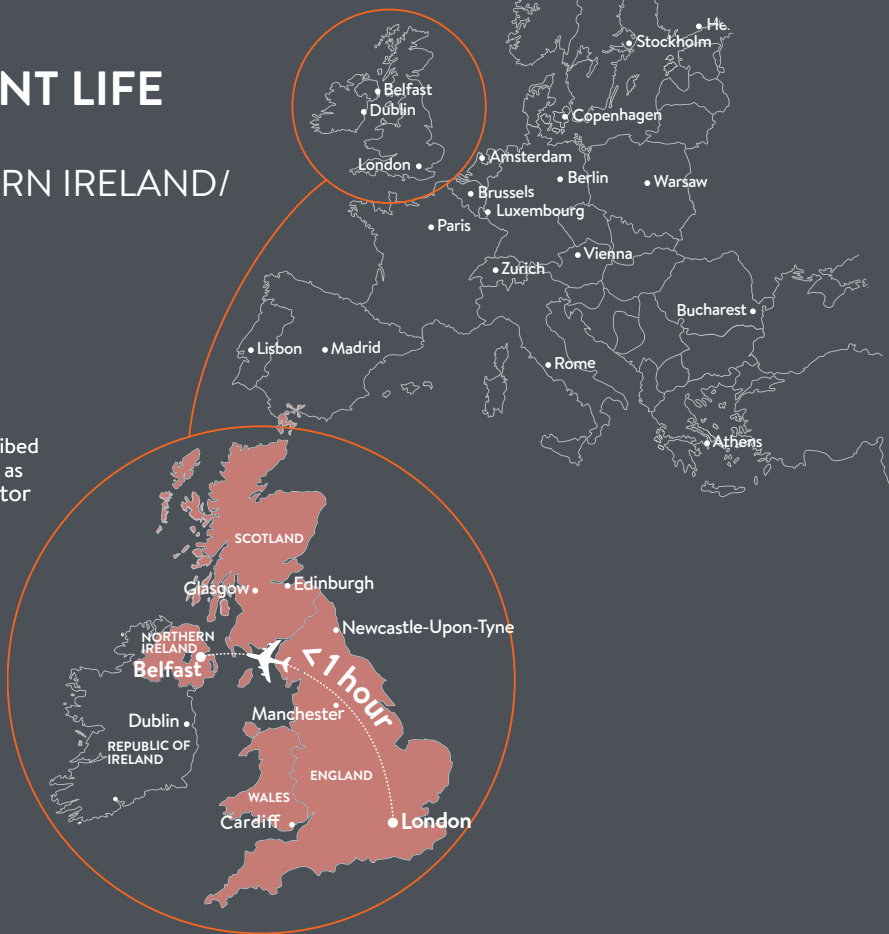 NT LIFE
RN IRELAND/
ibed
as
tor
He
Stockholm
Belfast
Dublin
Copenhagen
London
Amsterdam
Berlin
Warsaw
Brussels
Luxembourg
Paris
Vienna
Zurich
Bucharest
Lisbon
Madrid
Rome
Athens
SCOTLAND
Glasgow
Edinburgh
Newcastle-Upon-Tyne
NORTHERN
IRELAND
Belfast
< 1 hour
Manchester
Dublin
REPUBLIC OF
IRELAND
ENGLAND
WALES
Cardiff
London